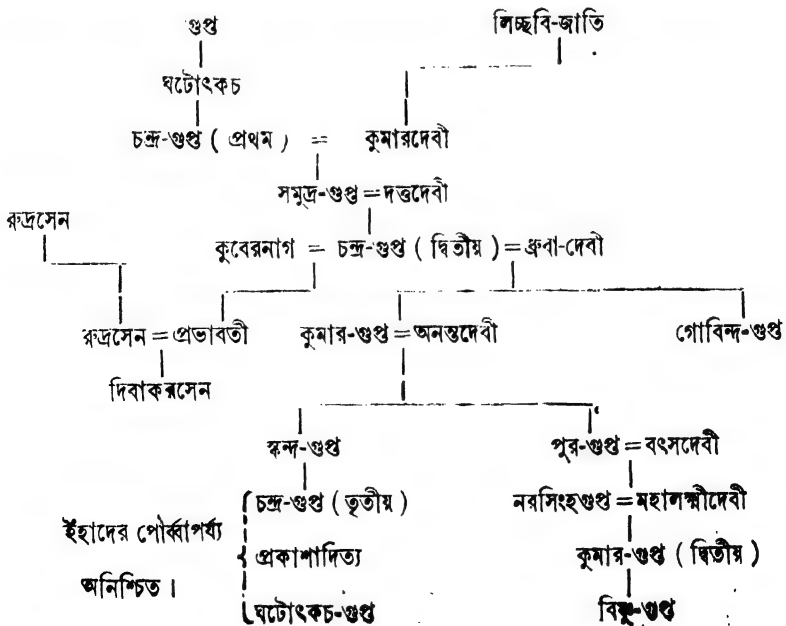 গুপ্ত লিচ্ছবি-জাতি
ঘটোৎকচ
চন্দ্র-গুপ্ত ( প্রথম ) = কুমারদেবী
সমুদ্র-গুপ্ত = দত্তদেবী
রুদ্রসেন
কুবেরনাগ = চন্দ্র-গুপ্ত ( দ্বিতীয় ) = ধ্রুবা-দেবী
রুদ্রসেন = প্রভাবতী কুমার-গুপ্ত = অনন্তদেবী গোবিন্দ-গুপ্ত
দিবাকরসেন
স্কন্দ-গুপ্ত পুর-গুপ্ত = বৎসদেবী
চন্দ্র-গুপ্ত ( তৃতীয় ) নরসিংহগুপ্ত = মহালক্ষ্মীদেবী
ইঁহাদের পৌর্ব্বাপর্য্য
প্রকাশাদিত্য কুমার-গুপ্ত ( দ্বিতীয় )
অনিশ্চিত।
ঘটোৎকচ-গুপ্ত বিষ্ণু-গুপ্ত